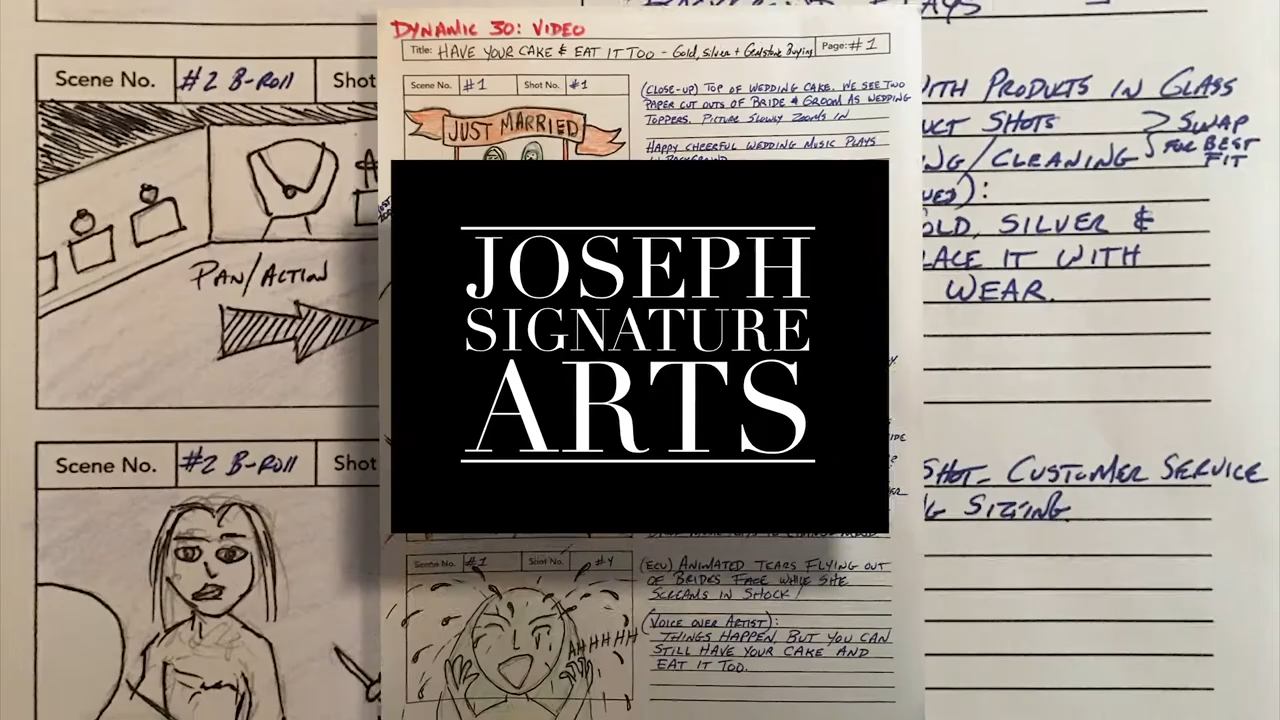 DYNAMIC 30: VIDEO
Title: HAVE YOUR CAKE & EAT IT TOO - Gold, Silver + Gemstone Buying
Page: #1
Scene No. #1 Shot No. #1
JUST MARRIED
(CLOSE-UP) TOP OF WEDDING CAKE. WE SEE TWO
PAPER CUT OUTS OF BRIDE & GROOM AS WEDDING
TOPPERS. PICTURE SLOWLY ZOOMS IN
HAPPY CHEERFUL WEDDING MUSIC PLAYS
Scene No. #2 B-ROLL Shot
PAN/ACTION
Scene No. #2 B-ROLL Shot
JOSEPH
SIGNATURE
ARTS
Scene No. #1 Shot No. #4
AHHHHH
(ECU) ANIMATED TEARS FLYING OUT
OF BRIDES FACE WHILE SHE
SCREAMS IN SHOCK!
(VOICE OVER ARTIST):
THINGS HAPPEN, BUT YOU CAN
STILL HAVE YOUR CAKE AND
EAT IT TOO.
WITH PRODUCTS IN GLASS
SHOTS
SWAP
FOR BEST
FIT
/CLEANING
SILVER &
IT WITH
WEAR.
SHOT- CUSTOMER SERVICE
SIZING